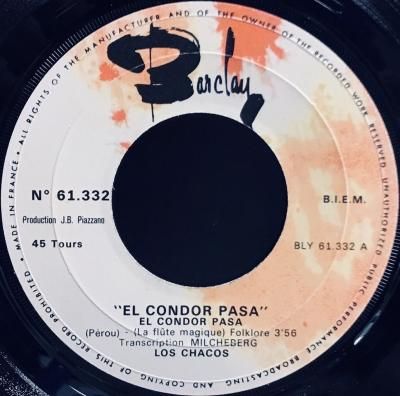 ALL RIGHTS OF THE MANUFACTURER AND OF THE OWNER OF THE RECORDED WORK RESERVED. UNAUTHORIZED PUBLIC PERFORMANCE BROADCASTING AND COPYING OF THIS RECORD PROHIBITED • MADE IN FRANCE •
Barclay
N° 61.332
B.I.E.M.
Production J.B. Piazzano
45 Tours
BLY 61.332 A
"EL CONDOR PASA"
EL CONDOR PASA
(Pérou) - (La flûte magique) Folklore 3'56
Transcription MILCHEBERG
LOS CHACOS